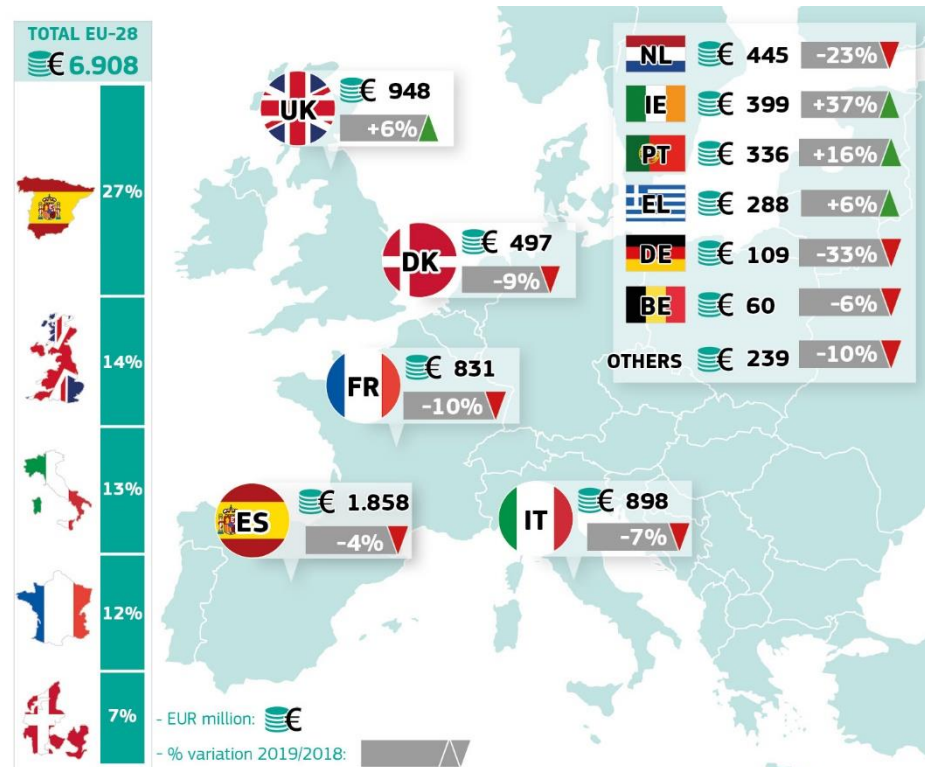 TOTAL EU-28
€ 6.908
27%
14%
13%
12%
7%
UK
€ 948
+6%
DK
€ 497
-9%
FR
€ 831
-10%
ES
€ 1.858
-4%
IT
€ 898
-7%
NL € 445 -23%
IE € 399 +37%
PT € 336 +16%
EL € 288 +6%
DE € 109 -33%
BE € 60 -6%
OTHERS € 239 -10%
- EUR million: €
- % variation 2019/2018: